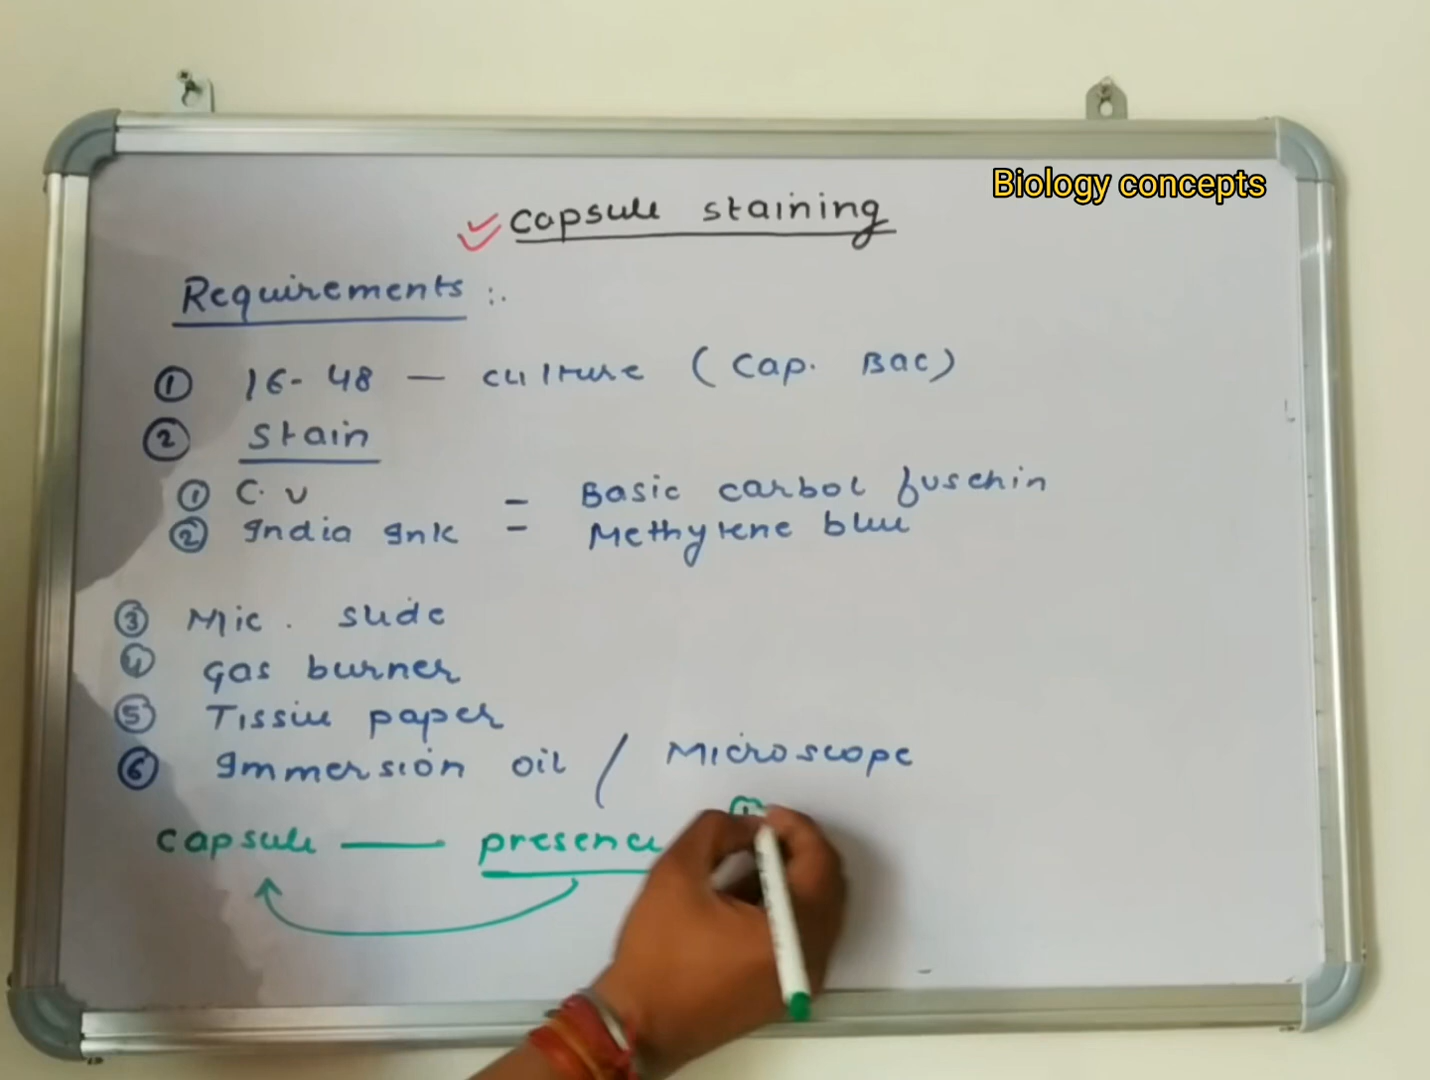 Biology concepts
Capsule staining
Requirements :.
① 16-48 — culture (Cap. Bac)
② Stain
① C.V = Basic carbol fuschin
② India Ink = Methylene blue
③ Mic. slide
④ gas burner
⑤ Tissue paper
⑥ Immersion oil / Microscope
capsule — presence